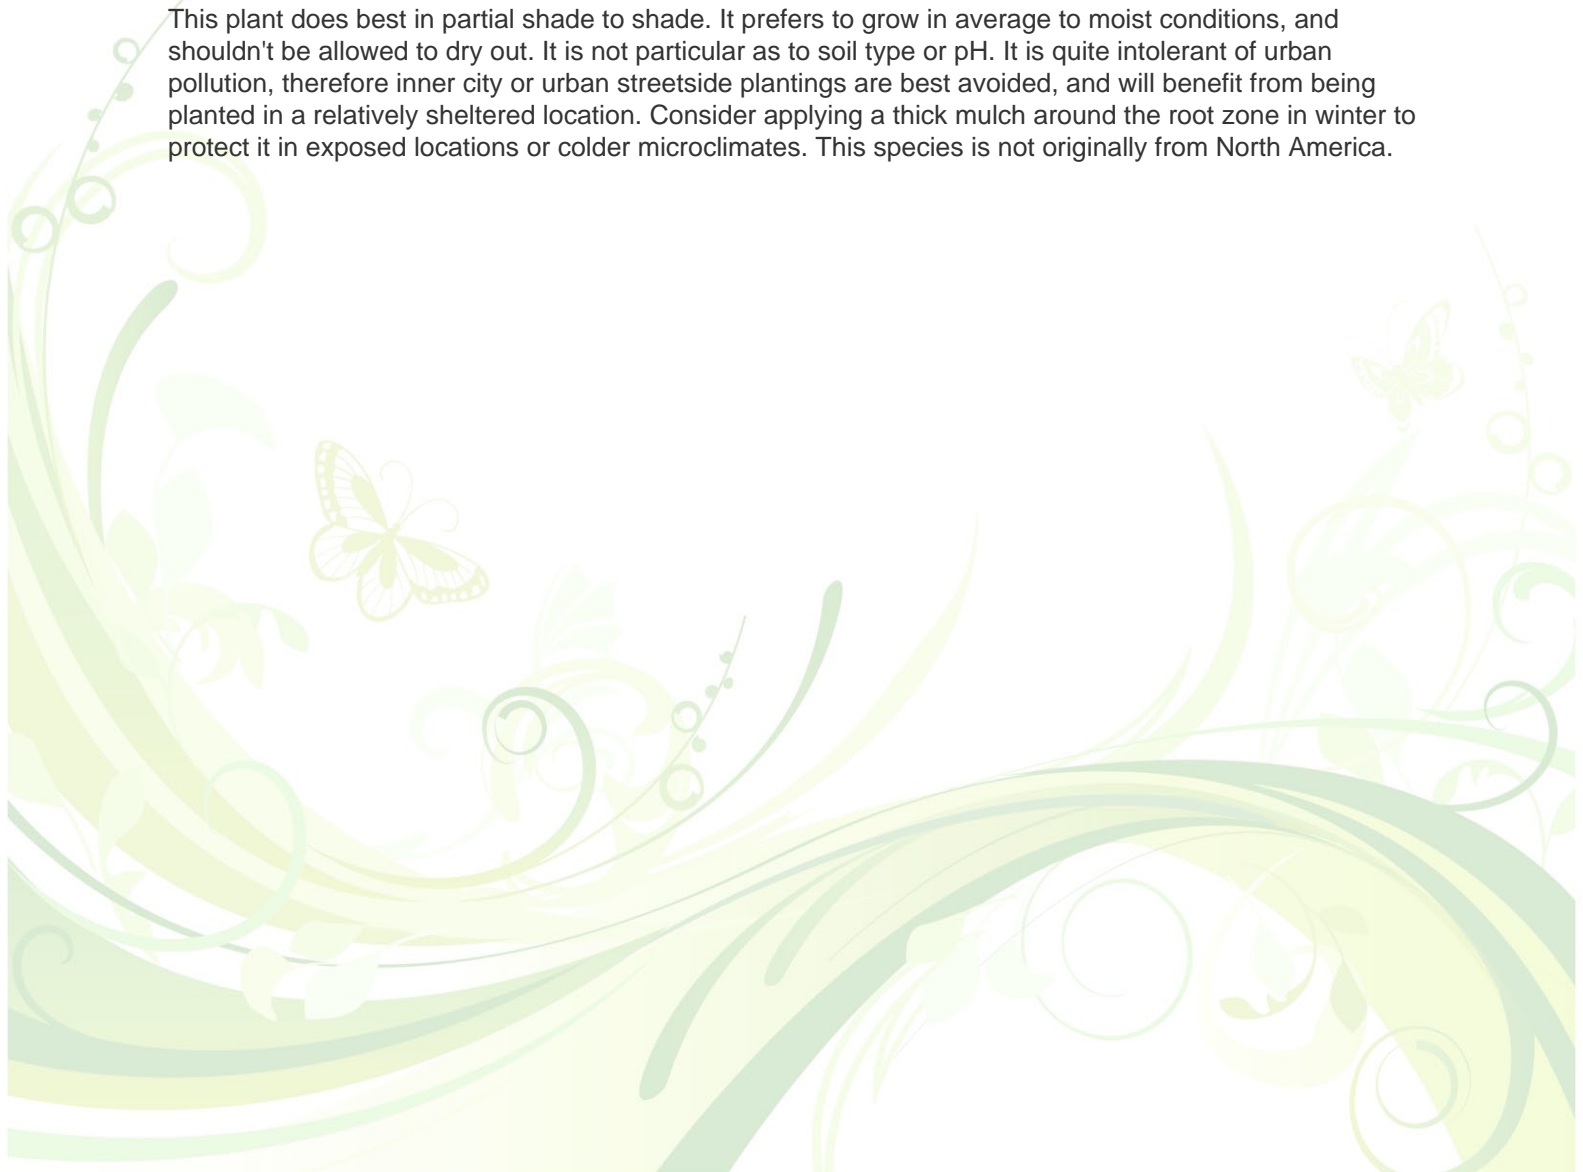 This plant does best in partial shade to shade. It prefers to grow in average to moist conditions, and
shouldn't be allowed to dry out. It is not particular as to soil type or pH. It is quite intolerant of urban
pollution, therefore inner city or urban streetside plantings are best avoided, and will benefit from being
planted in a relatively sheltered location. Consider applying a thick mulch around the root zone in winter to
protect it in exposed locations or colder microclimates. This species is not originally from North America.